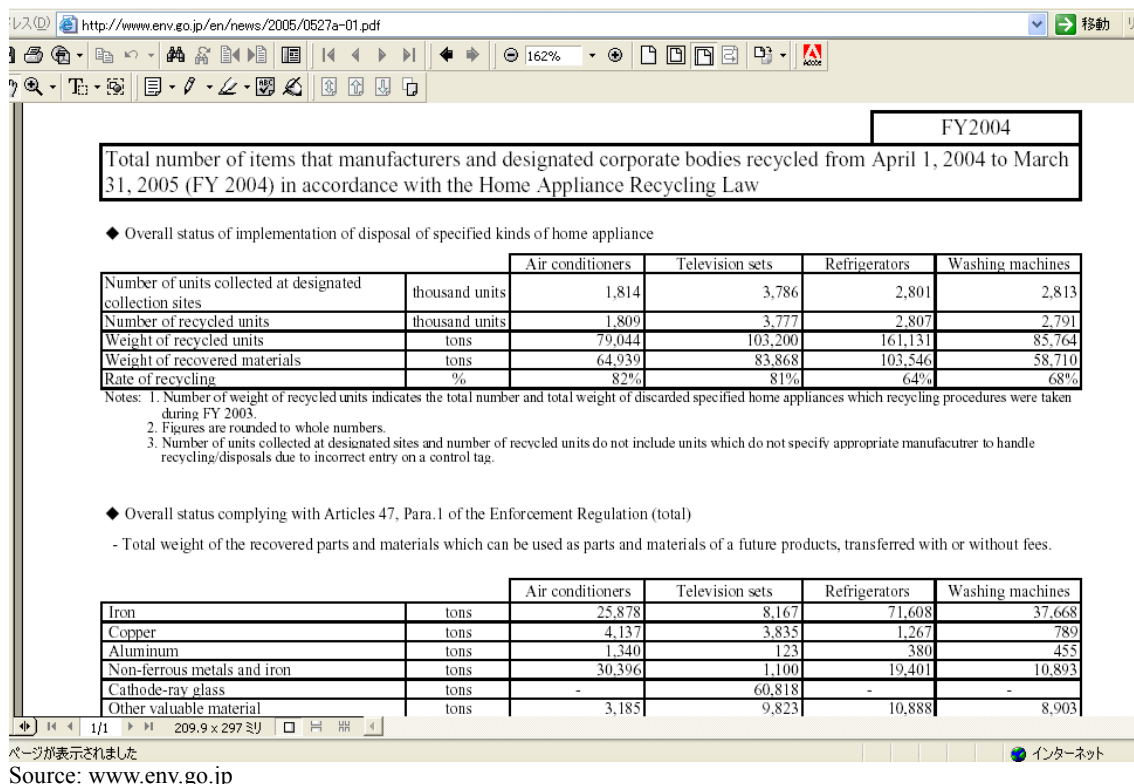 レス(D) http://www.env.go.jp/en/news/2005/0527a-01.pdf 移動
162%
Adobe
FY2004
Total number of items that manufacturers and designated corporate bodies recycled from April 1, 2004 to March
31, 2005 (FY 2004) in accordance with the Home Appliance Recycling Law
◆ Overall status of implementation of disposal of specified kinds of home appliance
Air conditioners Television sets Refrigerators Washing machines
Number of units collected at designated
collection sites thousand units 1,814 3,786 2,801 2,813
Number of recycled units thousand units 1,809 3,777 2,807 2,791
Weight of recycled units tons 79,044 103,200 161,131 85,764
Weight of recovered materials tons 64,939 83,868 103,546 58,710
Rate of recycling % 82% 81% 64% 68%
Notes: 1. Number of weight of recycled units indicates the total number and total weight of discarded specified home appliances which recycling procedures were taken
during FY 2003.
2. Figures are rounded to whole numbers.
3. Number of units collected at designated sites and number of recycled units do not include units which do not specify appropriate manufacutrer to handle
recycling/disposals due to incorrect entry on a control tag.
◆ Overall status complying with Articles 47, Para.1 of the Enforcement Regulation (total)
- Total weight of the recovered parts and materials which can be used as parts and materials of a future products, transferred with or without fees.
Air conditioners Television sets Refrigerators Washing machines
Iron tons 25,878 8,167 71,608 37,668
Copper tons 4,137 3,835 1,267 789
Aluminum tons 1,340 123 380 455
Non-ferrous metals and iron tons 30,396 1,100 19,401 10,893
Cathode-ray glass tons - 60,818 - -
Other valuable material tons 3,185 9,823 10,888 8,903
1/1 209.9 x 297 ミリ
ページが表示されました インターネット
Source: www.env.go.jp